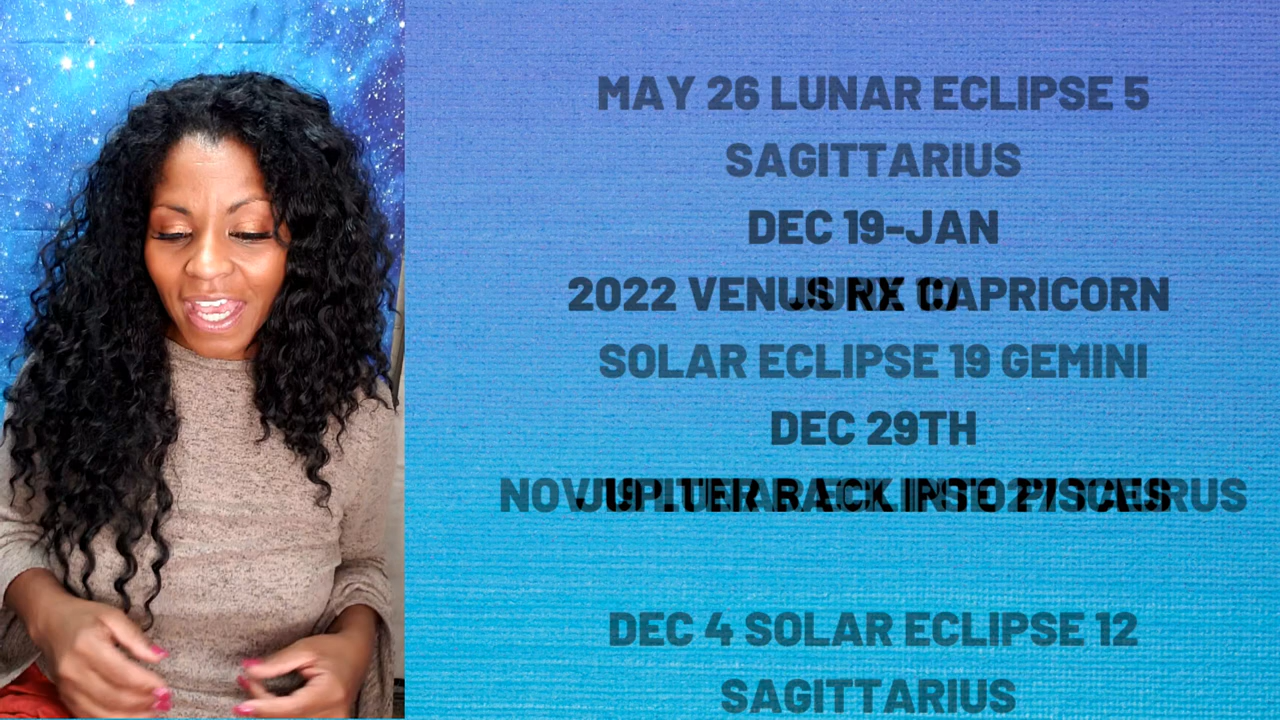 MAY 26 LUNAR ECLIPSE 5
SAGITTARIUS
DEC 19-JAN
2022 VENUS RX CAPRICORN
SOLAR ECLIPSE 19 GEMINI
DEC 29TH
NOV JUPITER BACK INTO PISCES
DEC 4 SOLAR ECLIPSE 12
SAGITTARIUS